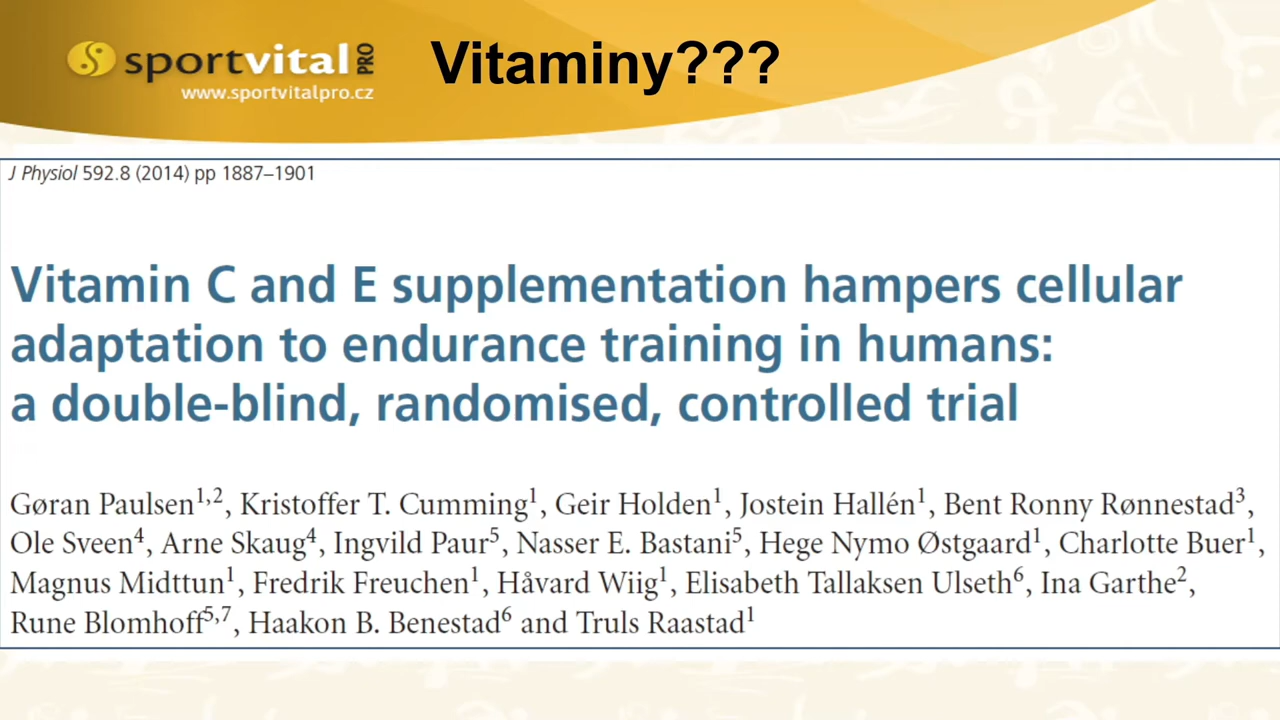 sportvital PRO
www.sportvitalpro.cz
Vitaminy???
J Physiol 592.8 (2014) pp 1887–1901
Vitamin C and E supplementation hampers cellular
adaptation to endurance training in humans:
a double-blind, randomised, controlled trial
Gøran Paulsen1,2, Kristoffer T. Cumming1, Geir Holden1, Jostein Hallén1, Bent Ronny Rønnestad3,
Ole Sveen4, Arne Skaug4, Ingvild Paur5, Nasser E. Bastani5, Hege Nymo Østgaard1, Charlotte Buer1,
Magnus Midttun1, Fredrik Freuchen1, Håvard Wiig1, Elisabeth Tallaksen Ulseth6, Ina Garthe2,
Rune Blomhoff5,7, Haakon B. Benestad6 and Truls Raastad1